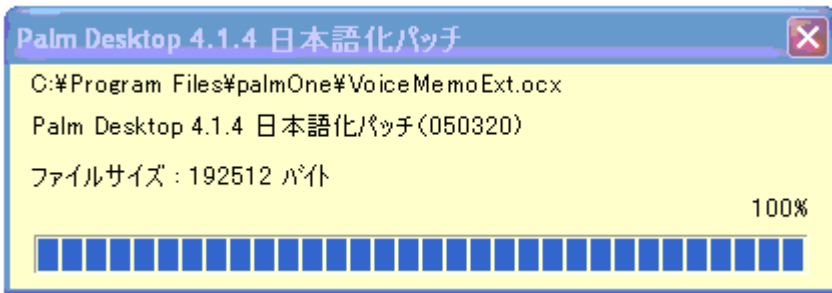 Palm Desktop 4.1.4 日本語化パッチ
C:¥Program Files¥palmOne¥VoiceMemoExt.ocx
Palm Desktop 4.1.4 日本語化パッチ(050320)
ファイルサイズ : 192512 バイト
100%